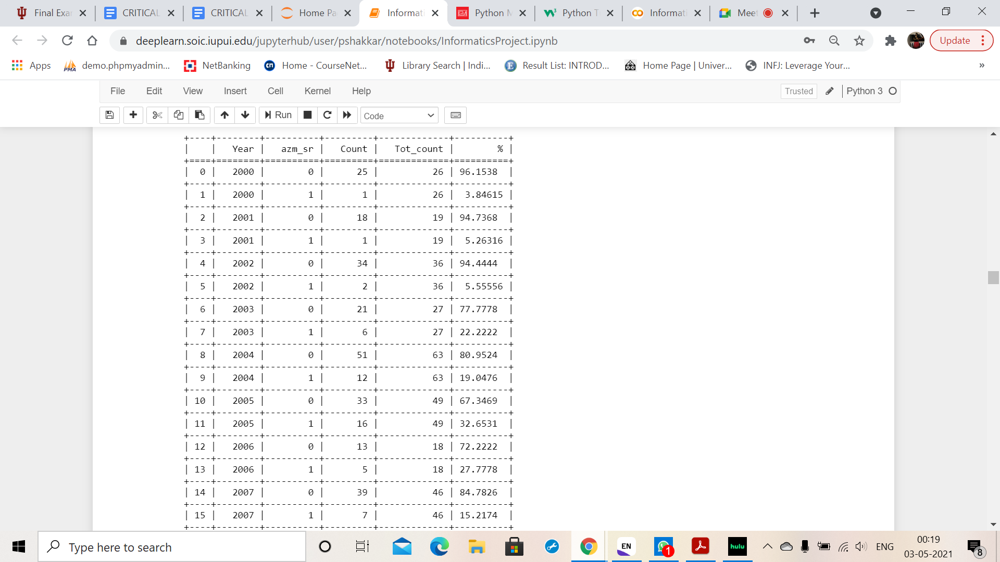 Final Exa
CRITICAL
CRITICAL
Home Pa
Informati
Python M
Python T
Informati
Meet
deeplearn.soic.iupui.edu/jupyterhub/user/pshakkar/notebooks/InformaticsProject.ipynb
Update
Apps
PMA
demo.phpmyadmin...
NetBanking
cn
Home - CourseNet...
Library Search | Indi...
E
Result List: INTROD...
Home Page | Univer...
INFJ: Leverage Your...
»
File Edit View Insert Cell Kernel Help
Trusted
Python 3
Run
Code
+----+--------+----------+---------+-------------+----------+
|    |   Year |   azm_sr |   Count |   Tot_count |        % |
+====+========+==========+=========+=============+==========+
|  0 |   2000 |        0 |      25 |          26 | 96.1538  |
+----+--------+----------+---------+-------------+----------+
|  1 |   2000 |        1 |       1 |          26 |  3.84615 |
+----+--------+----------+---------+-------------+----------+
|  2 |   2001 |        0 |      18 |          19 | 94.7368  |
+----+--------+----------+---------+-------------+----------+
|  3 |   2001 |        1 |       1 |          19 |  5.26316 |
+----+--------+----------+---------+-------------+----------+
|  4 |   2002 |        0 |      34 |          36 | 94.4444  |
+----+--------+----------+---------+-------------+----------+
|  5 |   2002 |        1 |       2 |          36 |  5.55556 |
+----+--------+----------+---------+-------------+----------+
|  6 |   2003 |        0 |      21 |          27 | 77.7778  |
+----+--------+----------+---------+-------------+----------+
|  7 |   2003 |        1 |       6 |          27 | 22.2222  |
+----+--------+----------+---------+-------------+----------+
|  8 |   2004 |        0 |      51 |          63 | 80.9524  |
+----+--------+----------+---------+-------------+----------+
|  9 |   2004 |        1 |      12 |          63 | 19.0476  |
+----+--------+----------+---------+-------------+----------+
| 10 |   2005 |        0 |      33 |          49 | 67.3469  |
+----+--------+----------+---------+-------------+----------+
| 11 |   2005 |        1 |      16 |          49 | 32.6531  |
+----+--------+----------+---------+-------------+----------+
| 12 |   2006 |        0 |      13 |          18 | 72.2222  |
+----+--------+----------+---------+-------------+----------+
| 13 |   2006 |        1 |       5 |          18 | 27.7778  |
+----+--------+----------+---------+-------------+----------+
| 14 |   2007 |        0 |      39 |          46 | 84.7826  |
+----+--------+----------+---------+-------------+----------+
| 15 |   2007 |        1 |       7 |          46 | 15.2174  |
+----+--------+----------+---------+-------------+----------+
Type here to search
EN
1
hulu
ENG
00:19
03-05-2021
8